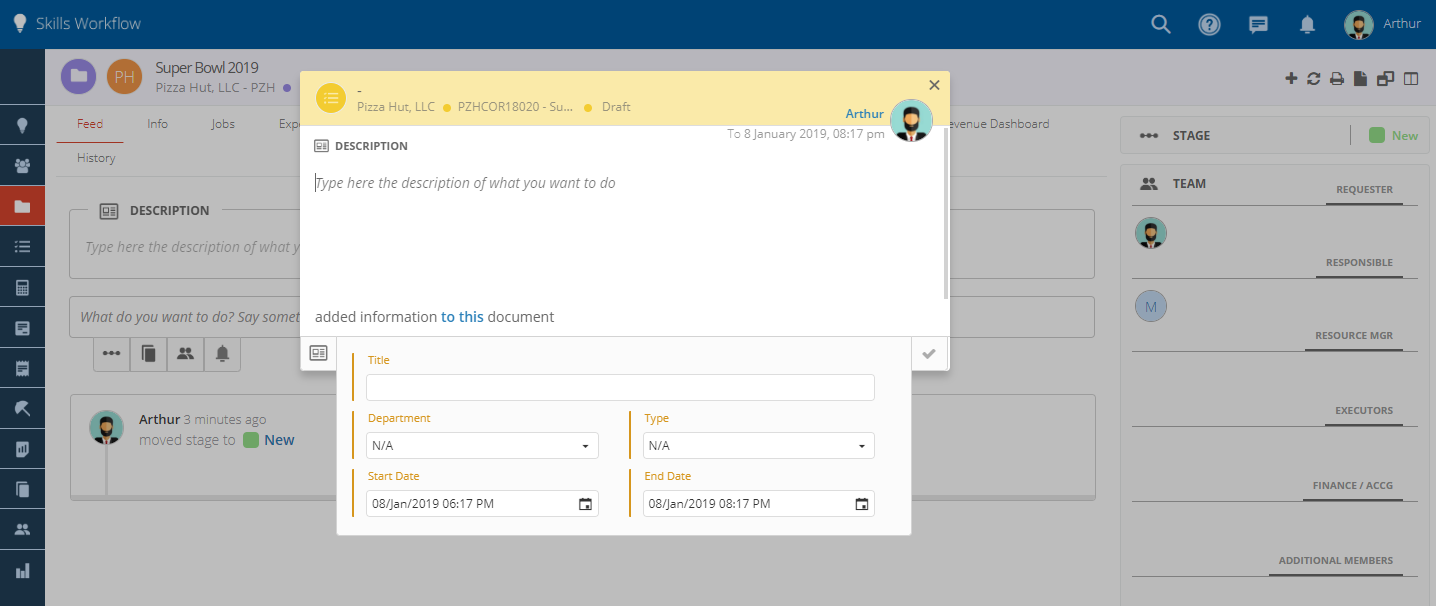 Skills Workflow
Arthur
PH
Super Bowl 2019
Pizza Hut, LLC - PZH
Feed
Info
Jobs
History
evenue Dashboard
DESCRIPTION
Type here the description of what y
What do you want to do? Say somet
Arthur 3 minutes ago
moved stage to New
-
Pizza Hut, LLC
PZHCOR18020 - Su...
Draft
Arthur
To 8 January 2019, 08:17 pm
DESCRIPTION
Type here the description of what you want to do
added information to this document
Title
Department
Type
N/A
N/A
Start Date
End Date
08/Jan/2019 06:17 PM
08/Jan/2019 08:17 PM
STAGE
New
TEAM
REQUESTER
RESPONSIBLE
M
RESOURCE MGR
EXECUTORS
FINANCE / ACCG
ADDITIONAL MEMBERS